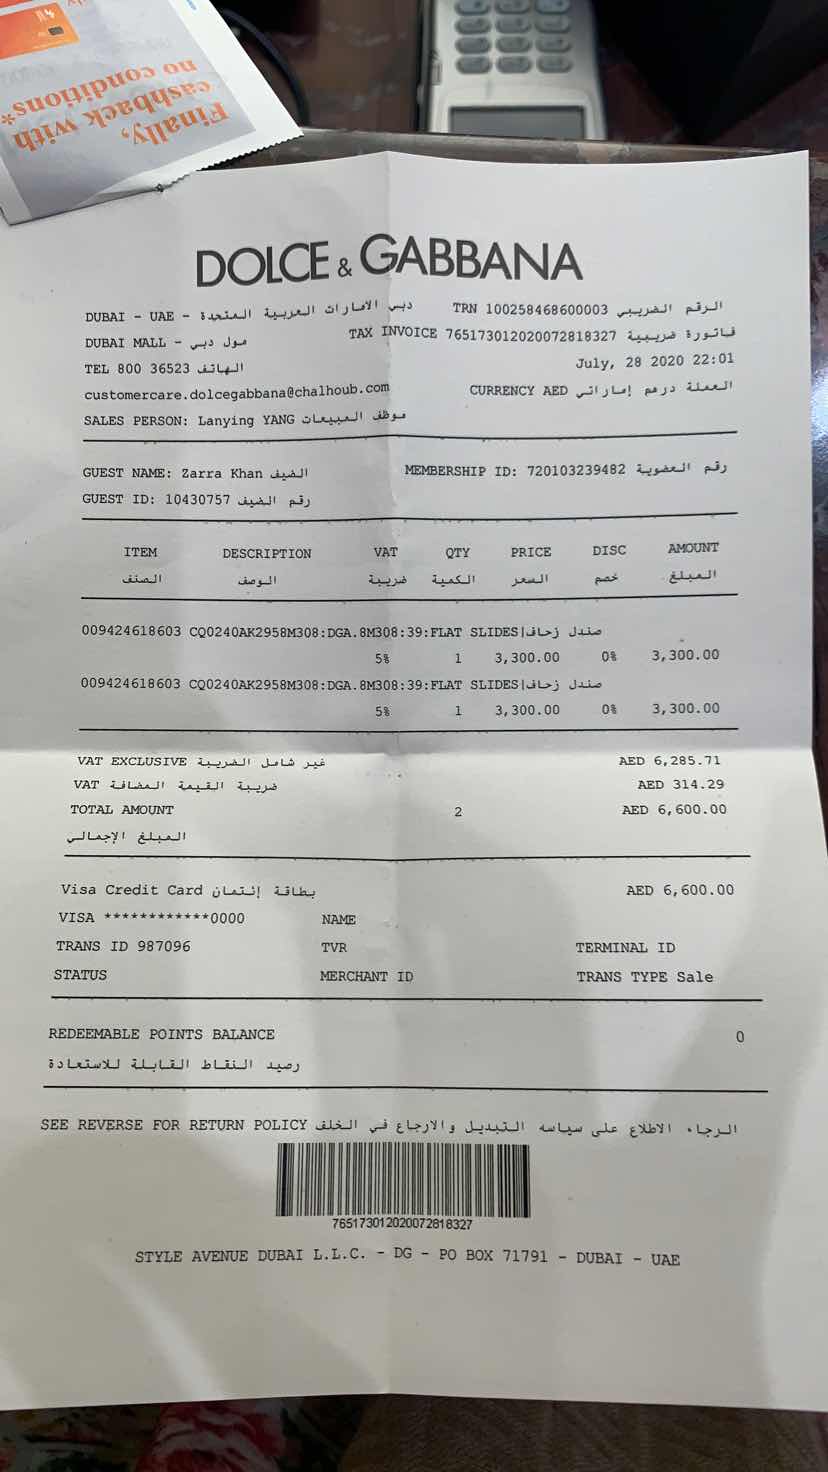 Finally,
cashback with
no conditions*
DOLCE & GABBANA
DUBAI - UAE - دبي الامارات العربية المتحدة
TRN 100258468600003 الرقم الضريبي
DUBAI MALL - مول دبي
TAX INVOICE 765173012020072818327 فاتورة ضريبية
TEL 800 36523 الهاتف
July, 28 2020 22:01
customercare.dolcegabbana@chalhoub.com
CURRENCY AED العملة درهم إماراتي
SALES PERSON: Lanying YANG موظف المبيعات
GUEST NAME: Zarra Khan الضيف
MEMBERSHIP ID: 720103239482 رقم العضوية
GUEST ID: 10430757 رقم الضيف
ITEM DESCRIPTION VAT QTY PRICE DISC AMOUNT
الصنف الوصف ضريبة الكمية السعر خصم المبلغ
009424618603 CQ0240AK2958M308:DGA.8M308:39:FLAT SLIDES|صندل زحاف
5% 1 3,300.00 0% 3,300.00
009424618603 CQ0240AK2958M308:DGA.8M308:39:FLAT SLIDES|صندل زحاف
5% 1 3,300.00 0% 3,300.00
VAT EXCLUSIVE غير شامل الضريبة AED 6,285.71
VAT ضريبة القيمة المضافة AED 314.29
TOTAL AMOUNT 2 AED 6,600.00
المبلغ الإجمالي
Visa Credit Card بطاقة إئتمان AED 6,600.00
VISA ************0000 NAME
TRANS ID 987096 TVR TERMINAL ID
STATUS MERCHANT ID TRANS TYPE Sale
REDEEMABLE POINTS BALANCE 0
رصيد النقاط القابلة للاستعادة
SEE REVERSE FOR RETURN POLICY الرجاء الاطلاع على سياسه التبديل والارجاع في الخلف
765173012020072818327
STYLE AVENUE DUBAI L.L.C. - DG - PO BOX 71791 - DUBAI - UAE